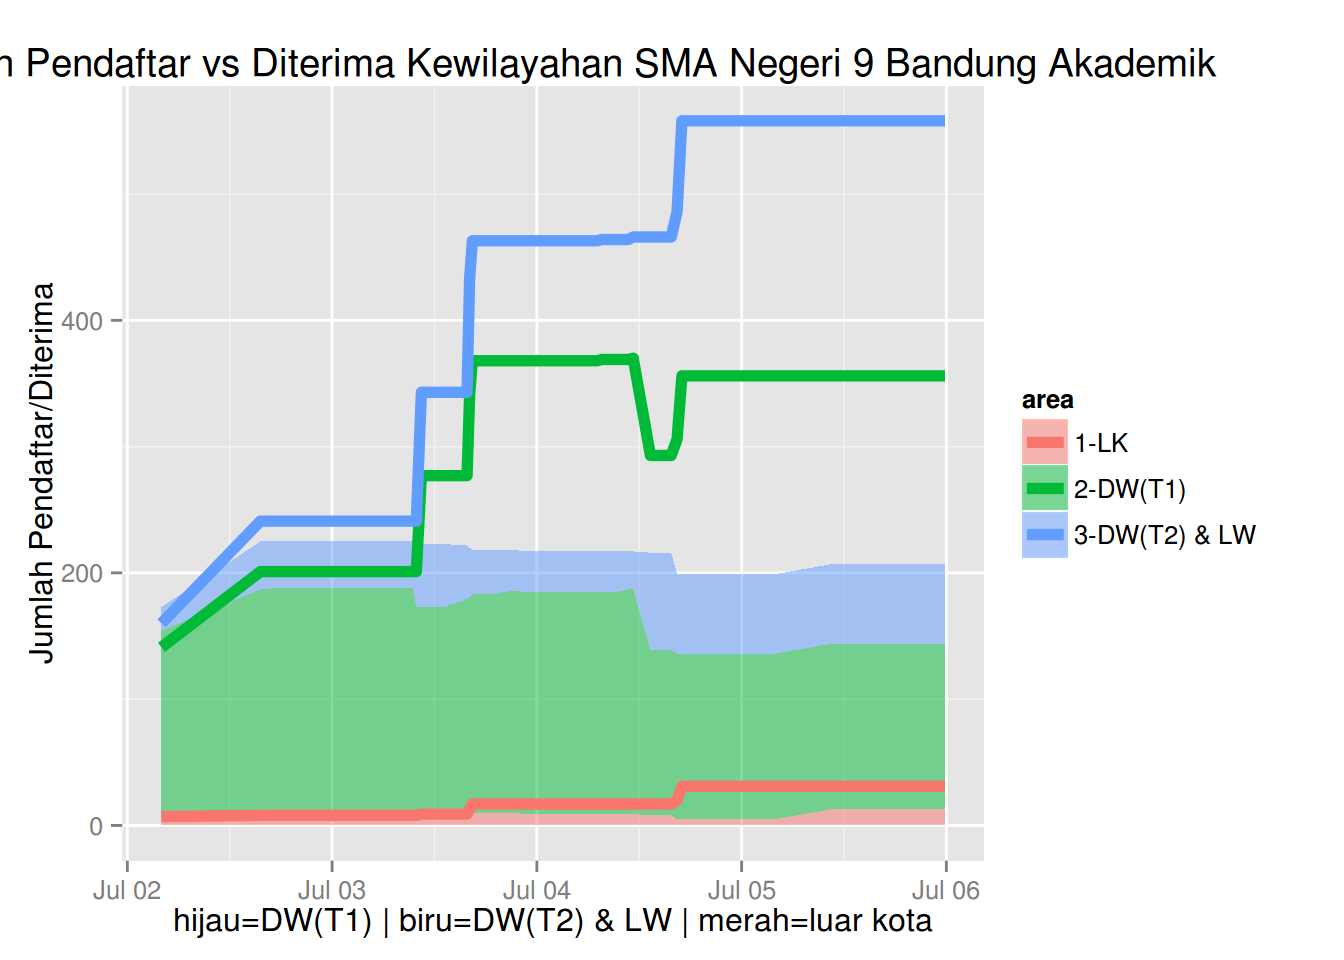 Pendaftar vs Diterima Kewilayahan SMA Negeri 9 Bandung Akademik
Jumlah Pendaftar/Diterima
400
200
0
Jul 02
Jul 03
Jul 04
Jul 05
Jul 06
hijau=DW(T1) | biru=DW(T2) & LW | merah=luar kota
area
1-LK
2-DW(T1)
3-DW(T2) & LW